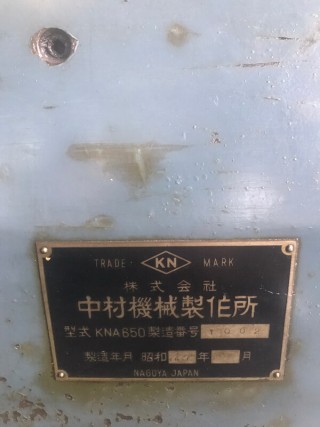 TRADE- KN MARK
株式会社
中村機械製作所
型式 KNA850 製造番号
製造年月 昭和 年 月
NAGOYA JAPAN